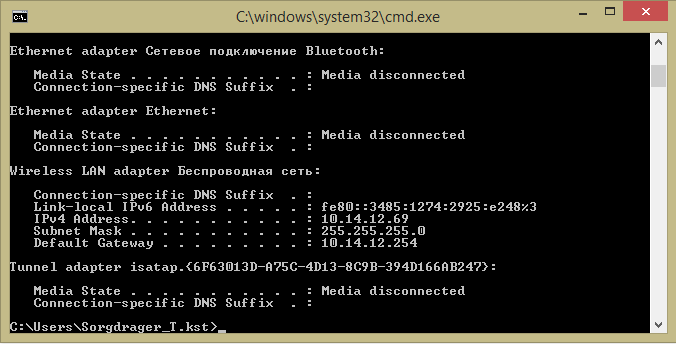 C:\windows\system32\cmd.exe
Ethernet adapter Сетевое подключение Bluetooth:
Media State . . . . . . . . . . . : Media disconnected
Connection-specific DNS Suffix  . :
Ethernet adapter Ethernet:
Media State . . . . . . . . . . . : Media disconnected
Connection-specific DNS Suffix  . :
Wireless LAN adapter Беспроводная сеть:
Connection-specific DNS Suffix  . :
Link-local IPv6 Address . . . . . : fe80::3485:1274:2925:e248%3
IPv4 Address. . . . . . . . . . . : 10.14.12.69
Subnet Mask . . . . . . . . . . . : 255.255.255.0
Default Gateway . . . . . . . . . : 10.14.12.254
Tunnel adapter isatap.{6F63013D-A75C-4D13-8C9B-394D166AB247}:
Media State . . . . . . . . . . . : Media disconnected
Connection-specific DNS Suffix  . :
C:\Users\Sorgdrager_T.kst>_